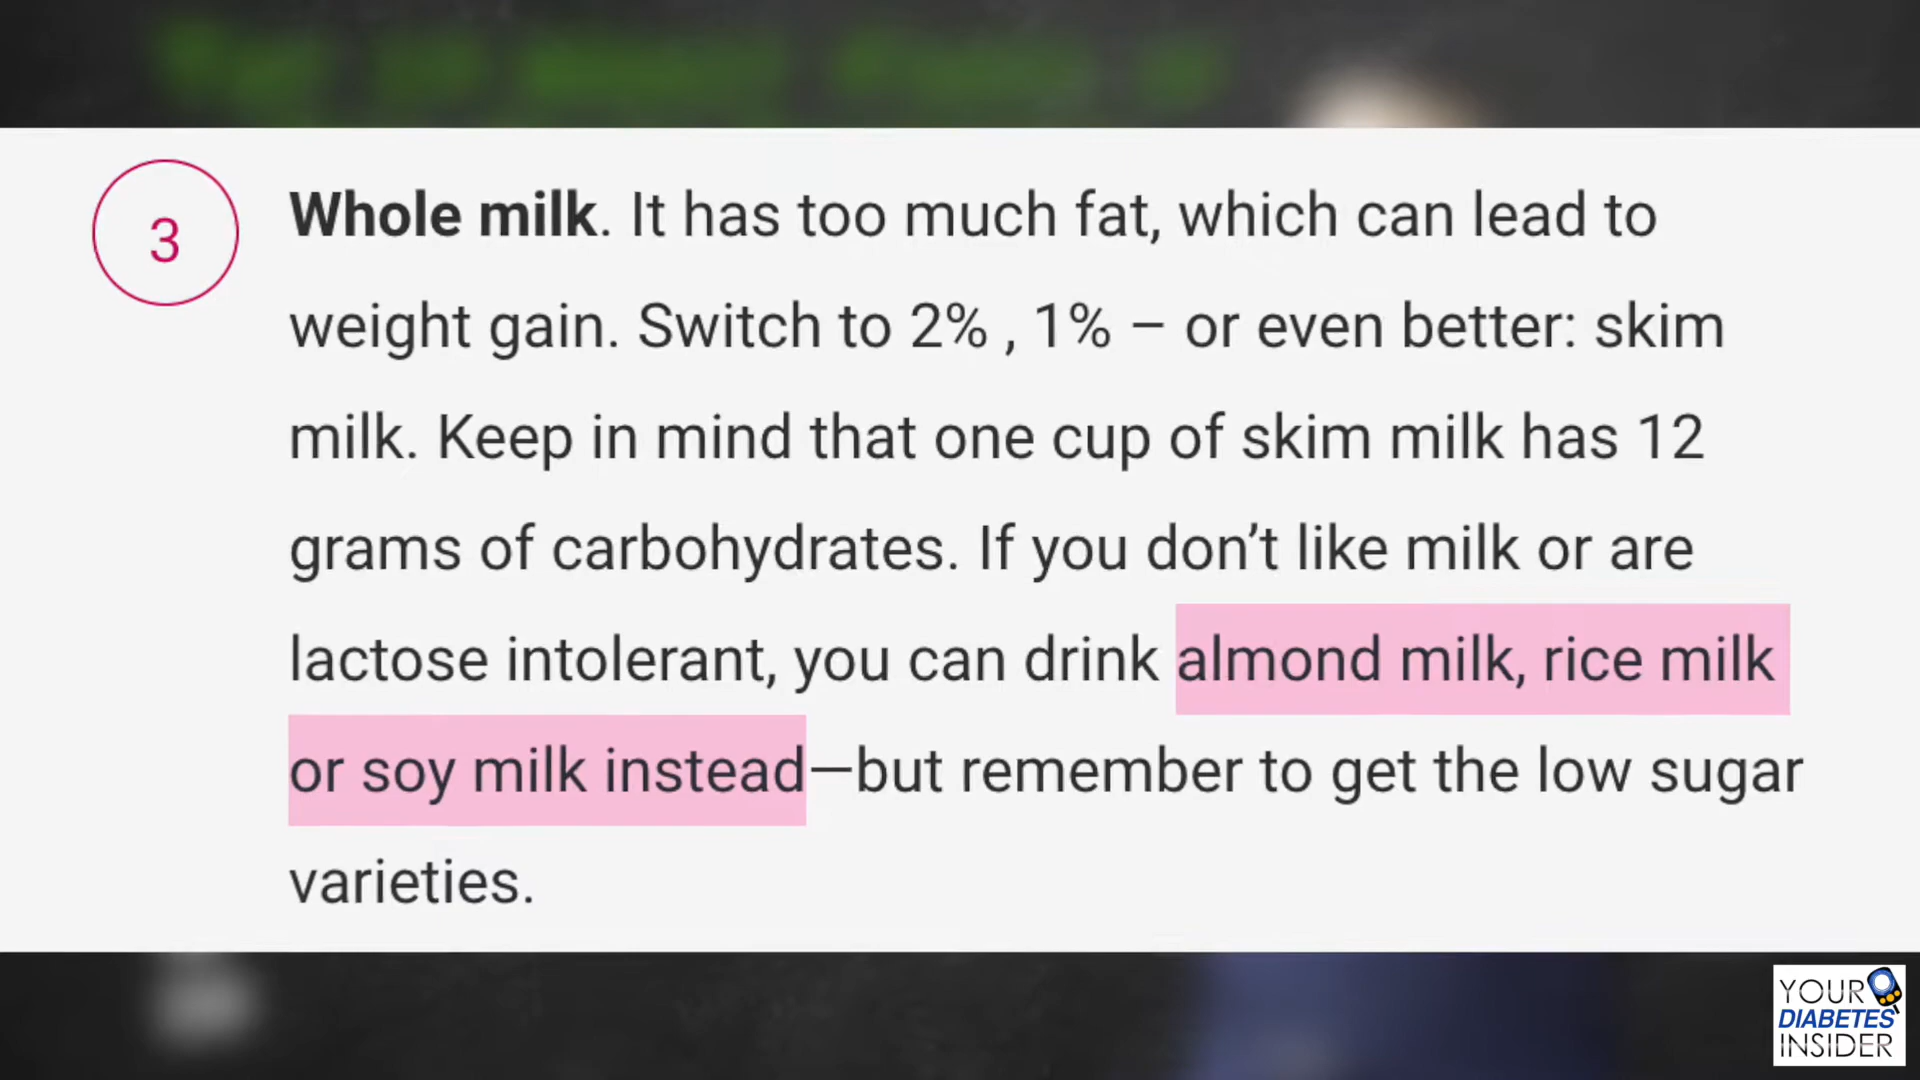 3
Whole milk. It has too much fat, which can lead to
weight gain. Switch to 2% , 1% – or even better: skim
milk. Keep in mind that one cup of skim milk has 12
grams of carbohydrates. If you don’t like milk or are
lactose intolerant, you can drink almond milk, rice milk
or soy milk instead—but remember to get the low sugar
varieties.
YOUR
DIABETES
INSIDER